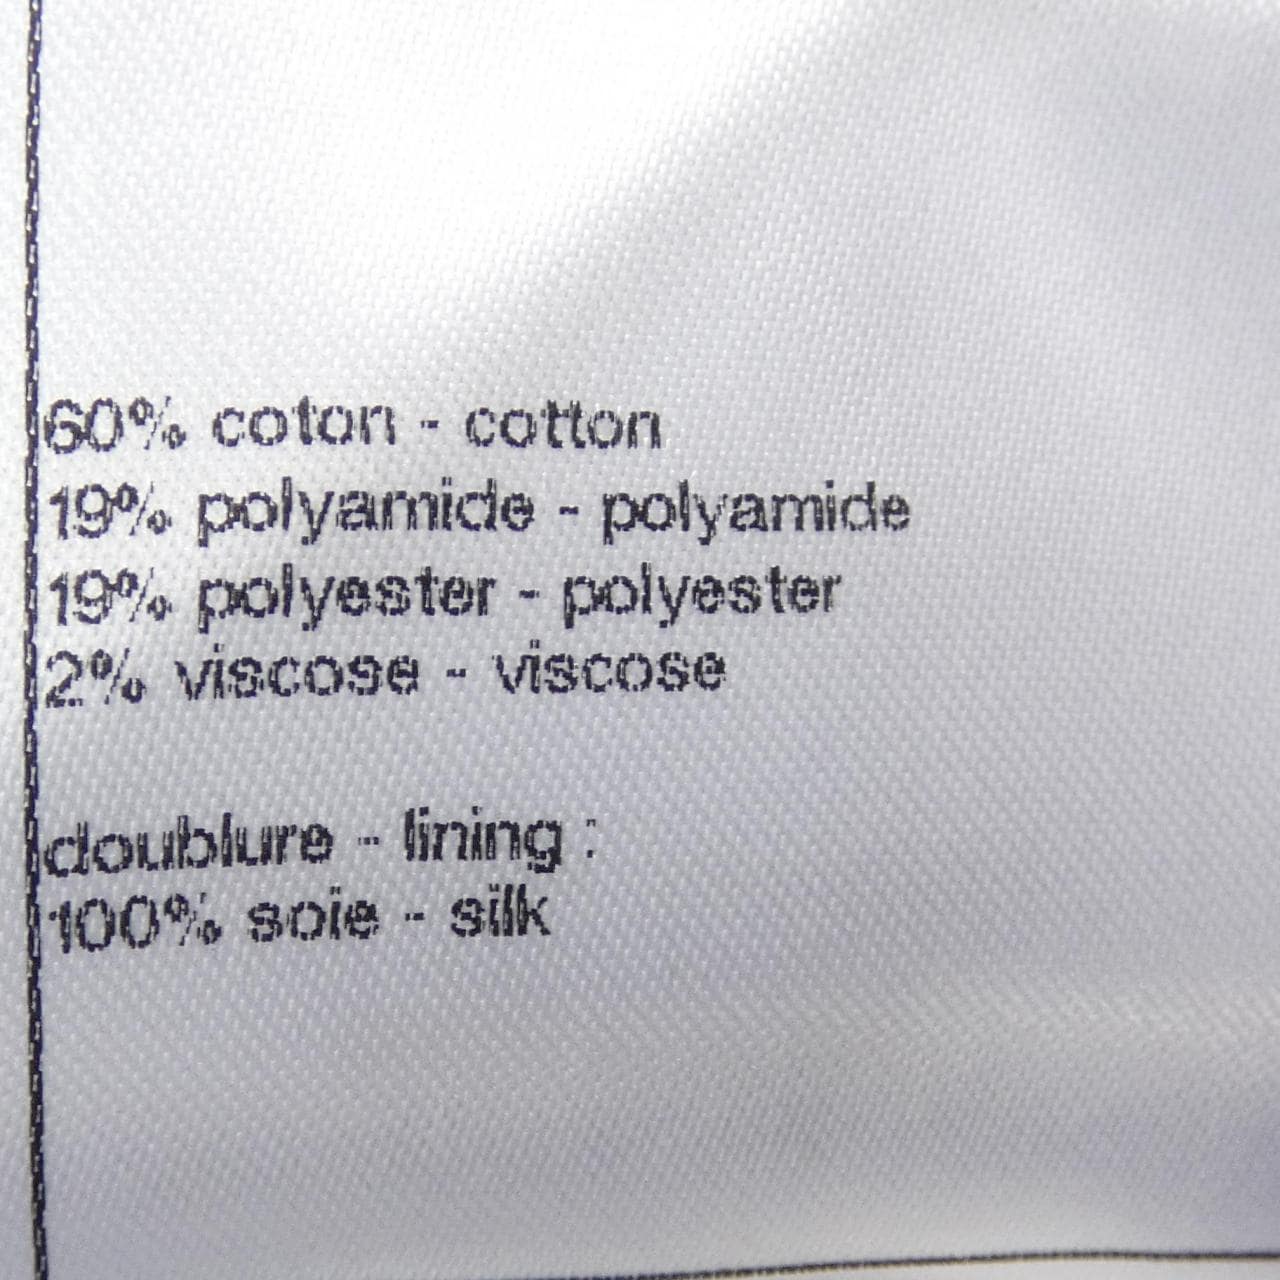 60% coton - cotton
19% polyamide - polyamide
19% polyester - polyester
2% viscose - viscose
doublure - lining :
100% soie - silk